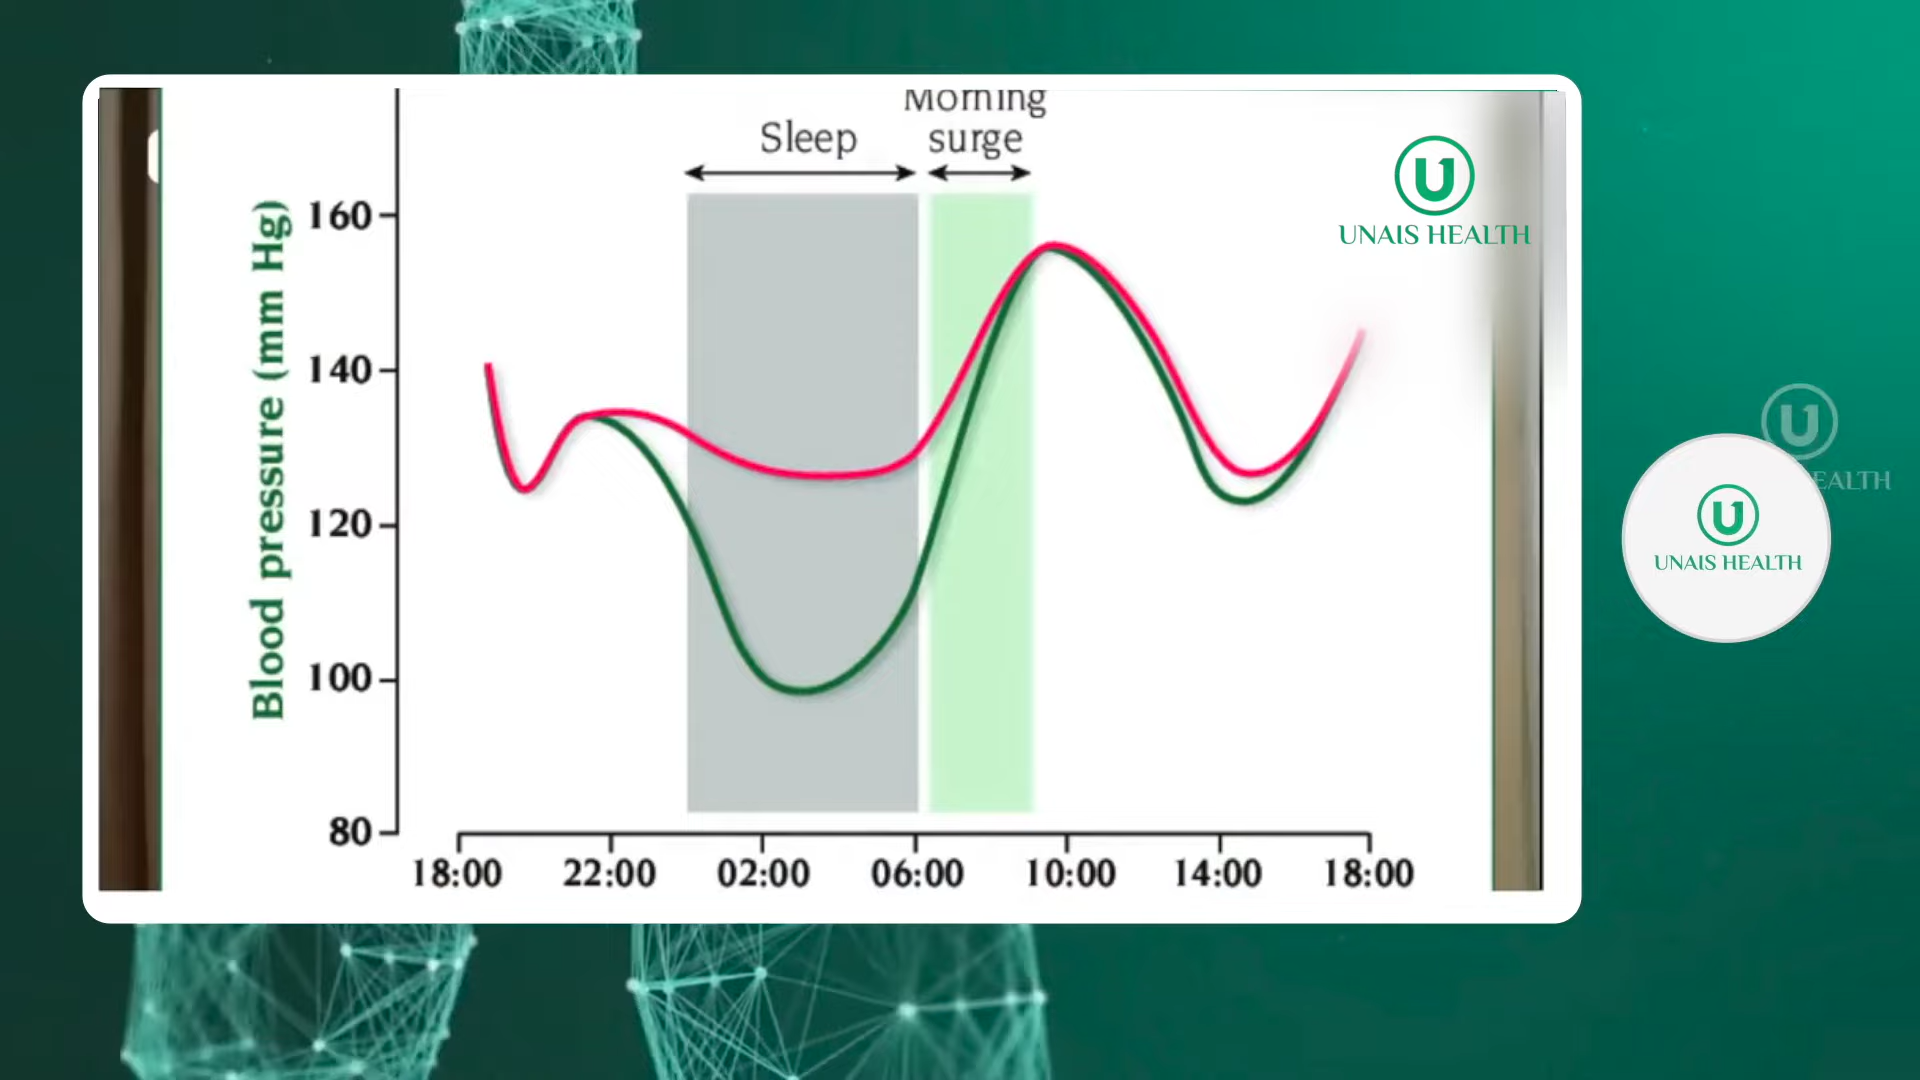 Morning
Sleep
surge
UNAIS HEALTH
Blood pressure (mm Hg)
160
140
120
100
80
18:00
22:00
02:00
06:00
10:00
14:00
18:00
EALTH
UNAIS HEALTH